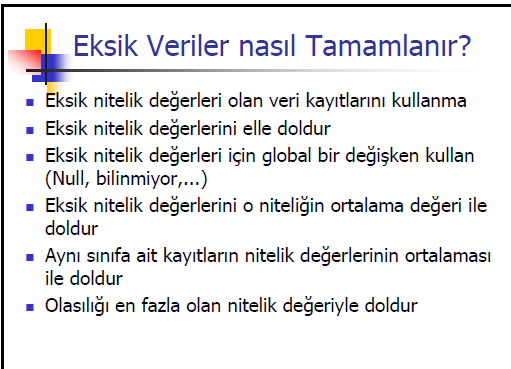 Eksik Veriler nasıl Tamamlanır?
Eksik nitelik değerleri olan veri kayıtlarını kullanma
Eksik nitelik değerlerini elle doldur
Eksik nitelik değerleri için global bir değişken kullan
(Null, bilinmiyor,...)
Eksik nitelik değerlerini o niteliğin ortalama değeri ile
doldur
Aynı sınıfa ait kayıtların nitelik değerlerinin ortalaması
ile doldur
Olasılığı en fazla olan nitelik değeriyle doldur